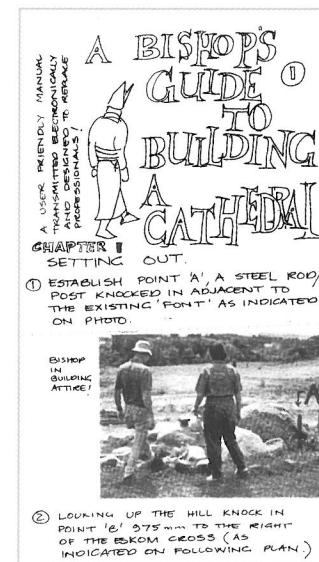 A BISHOP'S
GUIDE ①
TO
BUILDING
A
CATHEDRAL
A USER FRIENDLY MANUAL
TRANSMITTED ELECTRONICALLY
AND DESIGNED TO REPLACE
PROFESSIONALS!
CHAPTER 1
SETTING OUT.
① ESTABLISH POINT 'A', A STEEL ROD/
POST KNOCKED IN ADJACENT TO
THE EXISTING 'FONT' AS INDICATED
ON PHOTO.
BISHOP
IN
BUILDING
ATTIRE!
② LOOKING UP THE HILL KNOCK IN
POINT 'B' 975mm TO THE RIGHT
OF THE ESKOM CROSS (AS
INDICATED ON FOLLOWING PLAN.)